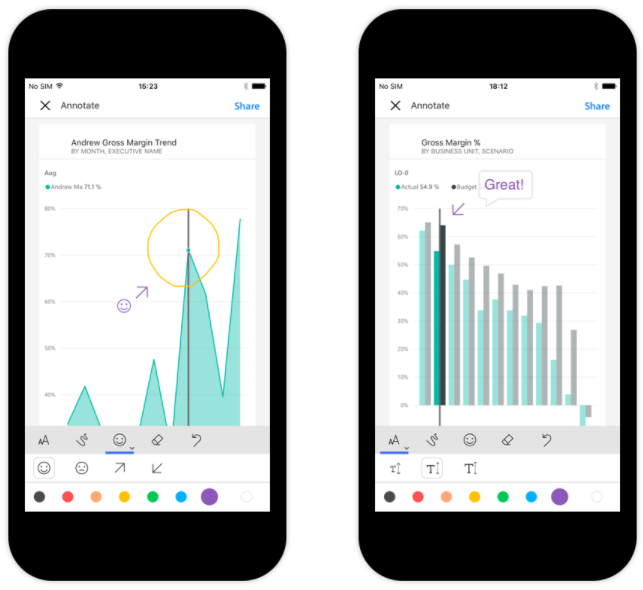 No SIM 15:23
Annotate Share
Andrew Gross Margin Trend
BY MONTH, EXECUTIVE NAME
Aug
Andrew Ma 71.1 %
80%
70%
60%
50%
40%
AA
No SIM 18:12
Annotate Share
Gross Margin %
BY BUSINESS UNIT, SCENARIO
LO-0
Actual 54.9 % Budget
Great!
70%
60%
50%
40%
30%
20%
10%
0%
AA
T T T